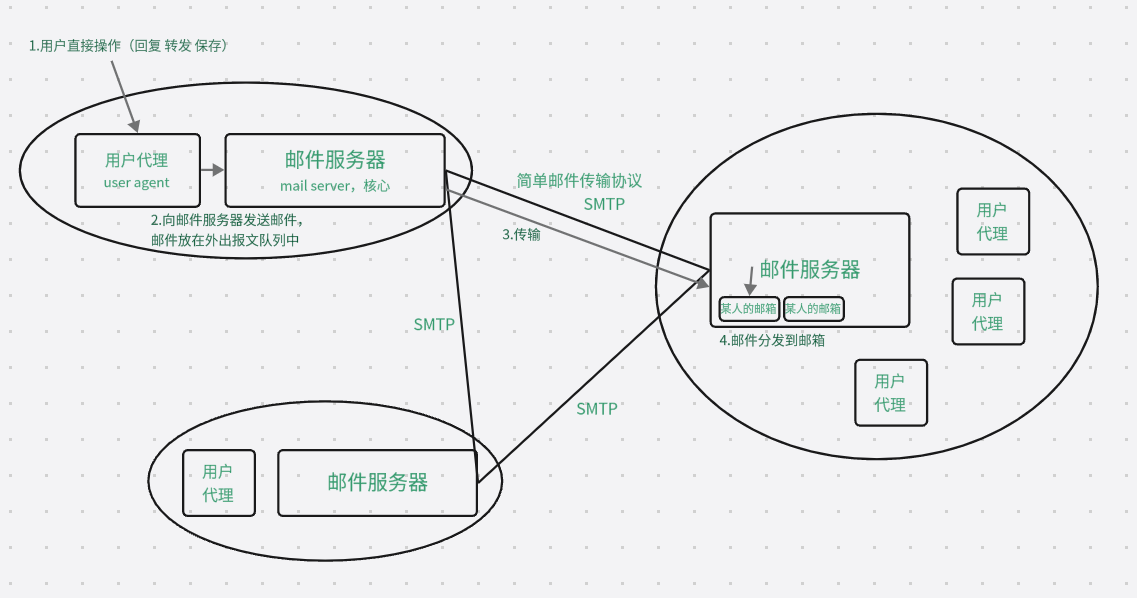 1.用户直接操作（回复 转发 保存）
用户代理
user agent
邮件服务器
mail server，核心
2.向邮件服务器发送邮件，
邮件放在外出报文队列中
简单邮件传输协议
SMTP
3.传输
邮件服务器
某人的邮箱
某人的邮箱
4.邮件分发到邮箱
用户
代理
用户
代理
用户
代理
SMTP
SMTP
用户
代理
邮件服务器